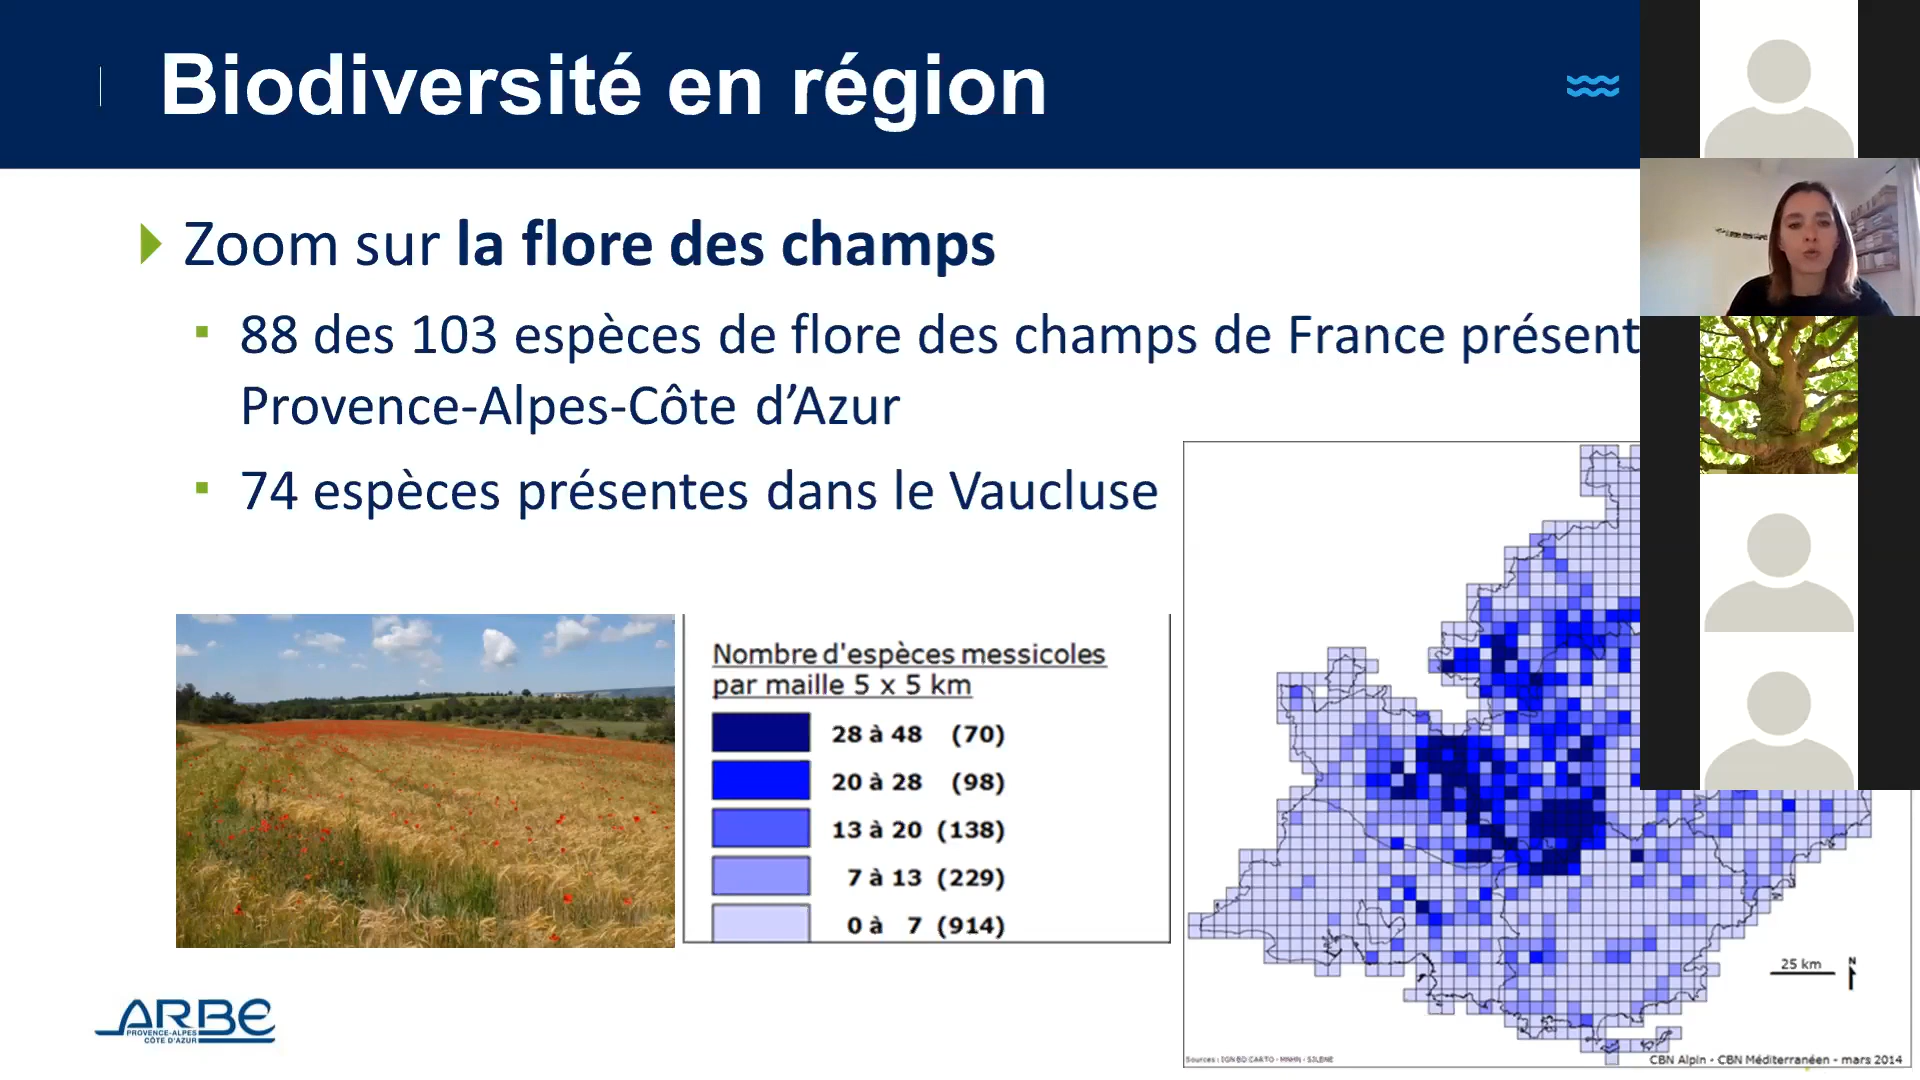 Biodiversité en région
Zoom sur la flore des champs
88 des 103 espèces de flore des champs de France présent
Provence-Alpes-Côte d’Azur
74 espèces présentes dans le Vaucluse
Nombre d'espèces messicoles
par maille 5 x 5 km
28 à 48 (70)
20 à 28 (98)
13 à 20 (138)
7 à 13 (229)
0 à 7 (914)
25 km
N
Sources : IGN BD CARTO - MNHN - SILENE
CBN Alpin - CBN Méditerranéen - mars 2014
ARBE
PROVENCE-ALPES
CÔTE D'AZUR